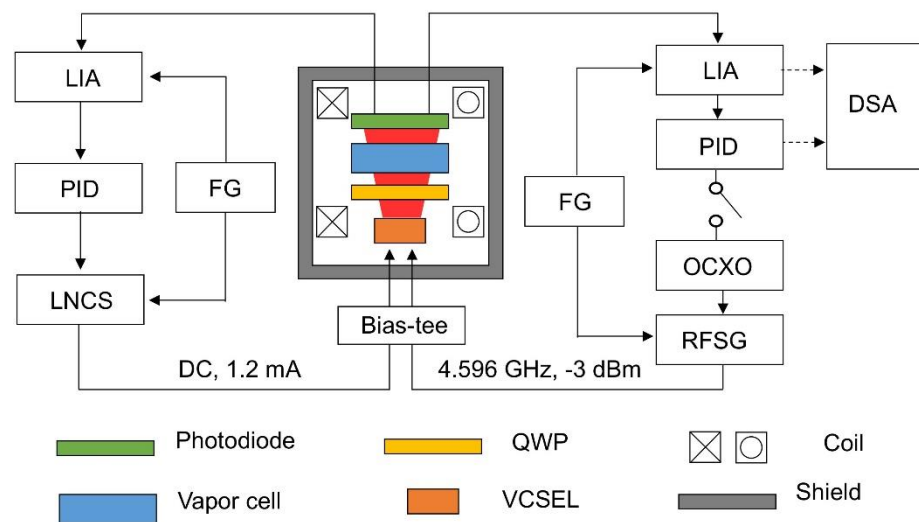 LIA
PID
FG
LNCS
DC, 1.2 mA
Bias-tee
4.596 GHz, -3 dBm
LIA
PID
FG
OCXO
RFSG
DSA
Photodiode
QWP
Coil
Vapor cell
VCSEL
Shield